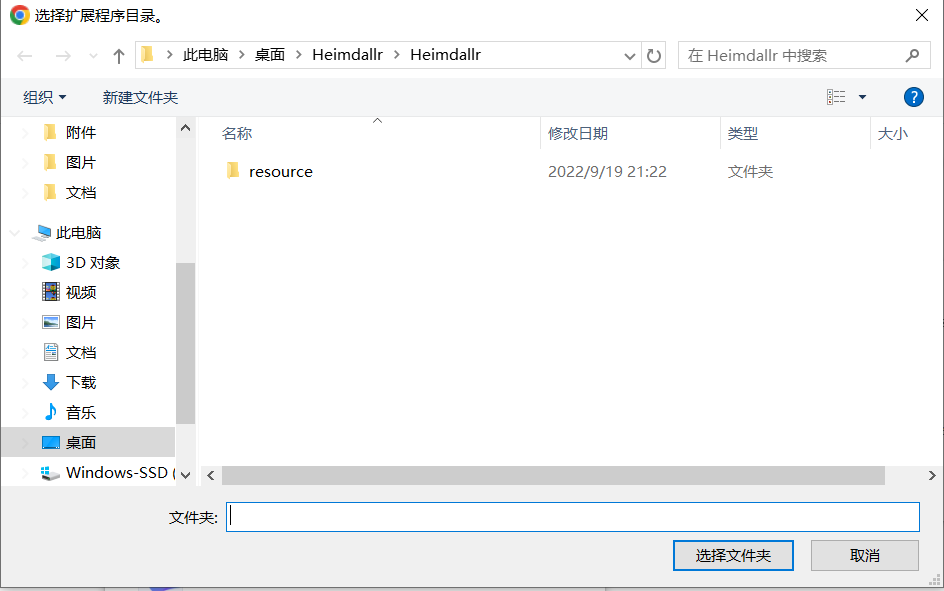 选择扩展程序目录。
此电脑 桌面 Heimdallr Heimdallr
在 Heimdallr 中搜索
组织 新建文件夹
?
名称 修改日期 类型 大小
resource 2022/9/19 21:22 文件夹
附件
图片
文档
此电脑
3D 对象
视频
图片
文档
下载
音乐
桌面
Windows-SSD (
文件夹:
选择文件夹 取消